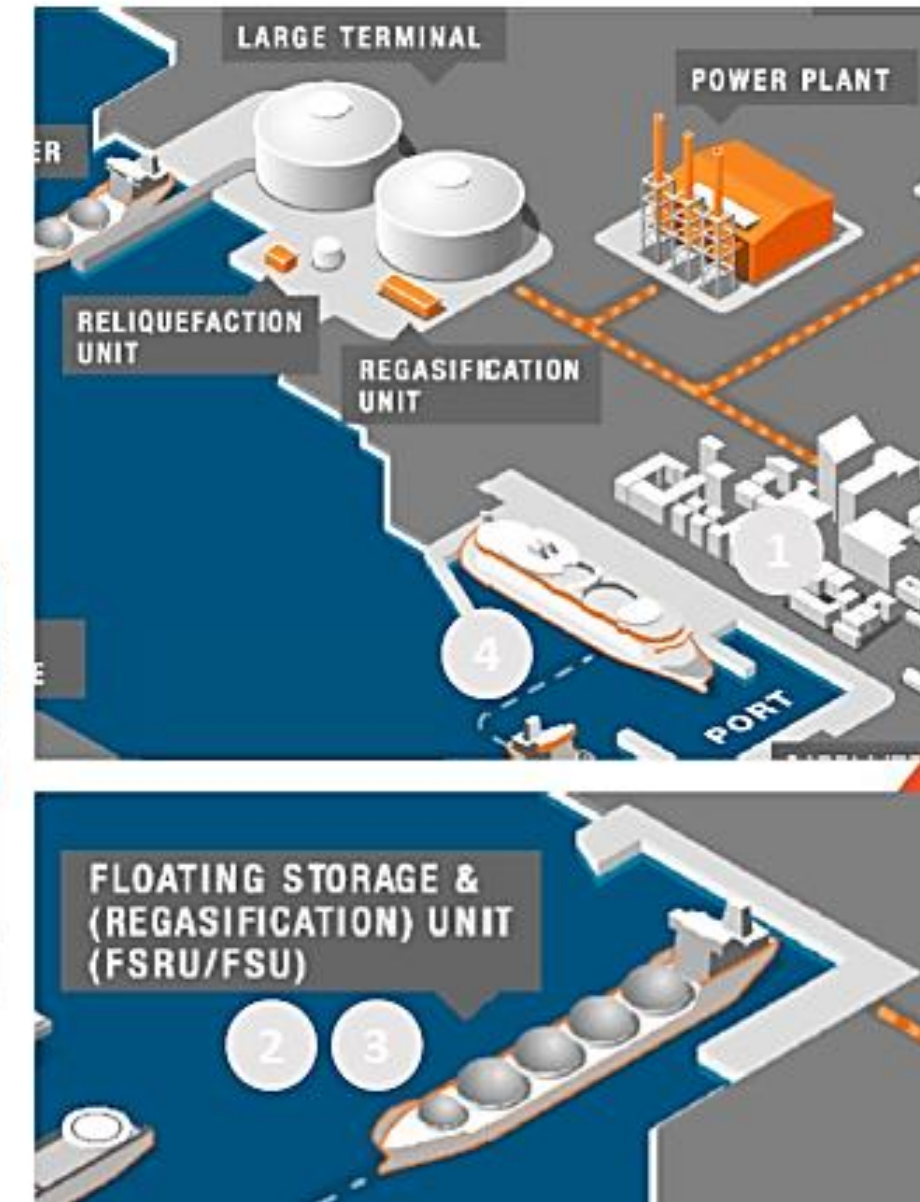 LARGE TERMINAL
POWER PLANT
ER
RELIQUEFACTION
UNIT
REGASIFICATION
UNIT
1
4
E
PORT
FLOATING STORAGE &
(REGASIFICATION) UNIT
(FSRU/FSU)
2 3